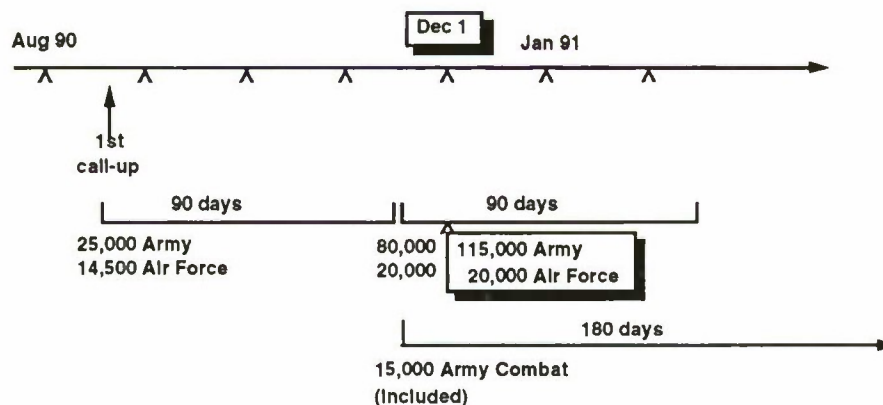 Dec 1
Aug 90
Jan 91
1st
call-up
90 days
90 days
25,000 Army
14,500 Air Force
80,000
20,000
115,000 Army
20,000 Air Force
180 days
15,000 Army Combat
(Included)